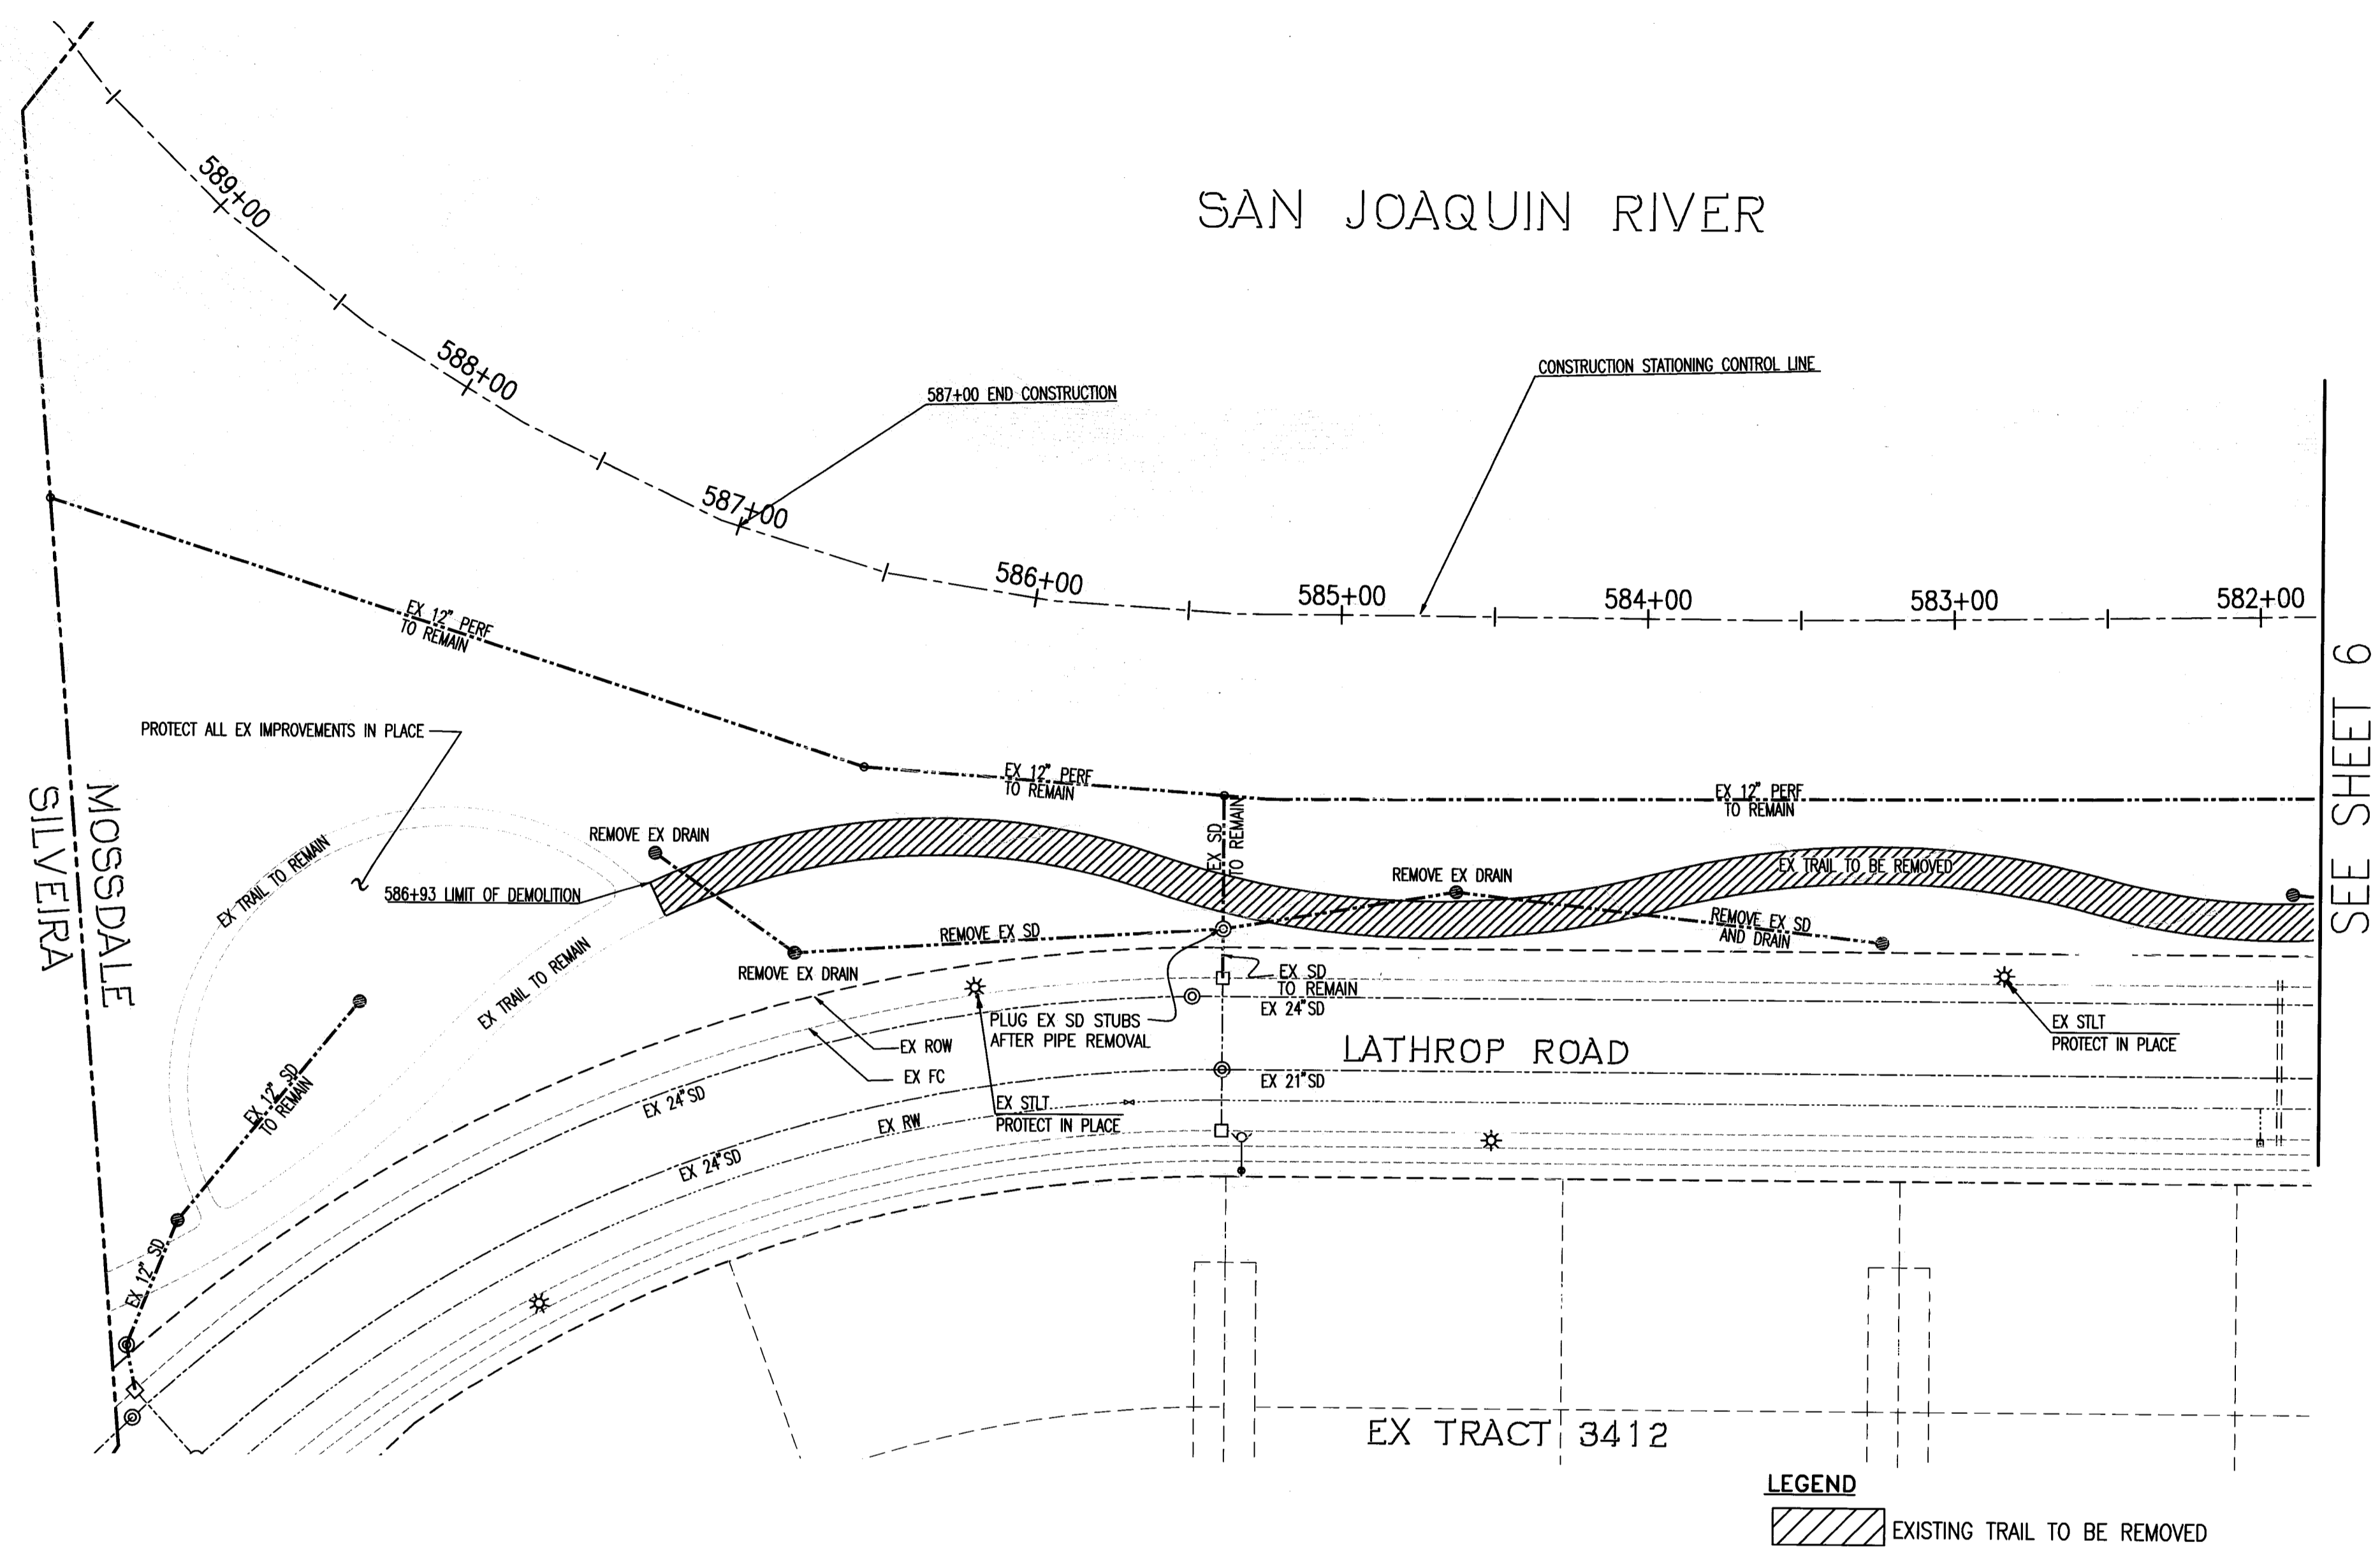 SAN JOAQUIN RIVER
589+00
588+00
587+00
586+00
585+00
584+00
583+00
582+00
587+00 END CONSTRUCTION
CONSTRUCTION STATIONING CONTROL LINE
SEE SHEET 6
EX 12" PERF
TO REMAIN
EX 12" PERF
TO REMAIN
EX 12" PERF
TO REMAIN
PROTECT ALL EX IMPROVEMENTS IN PLACE
MOSSDALE
SILVEIRA
EX TRAIL TO REMAIN
REMOVE EX DRAIN
586+93 LIMIT OF DEMOLITION
EX SD
TO REMAIN
REMOVE EX DRAIN
EX TRAIL TO BE REMOVED
REMOVE EX SD
AND DRAIN
REMOVE EX SD
REMOVE EX DRAIN
EX TRAIL TO REMAIN
EX SD
TO REMAIN
EX 24"SD
PLUG EX SD STUBS
AFTER PIPE REMOVAL
EX ROW
EX FC
LATHROP ROAD
EX STLT
PROTECT IN PLACE
EX 21"SD
EX STLT
PROTECT IN PLACE
EX 12" SD
TO REMAIN
EX 24"SD
EX RW
EX 24"SD
EX 12" SD
EX TRACT 3412
LEGEND
EXISTING TRAIL TO BE REMOVED